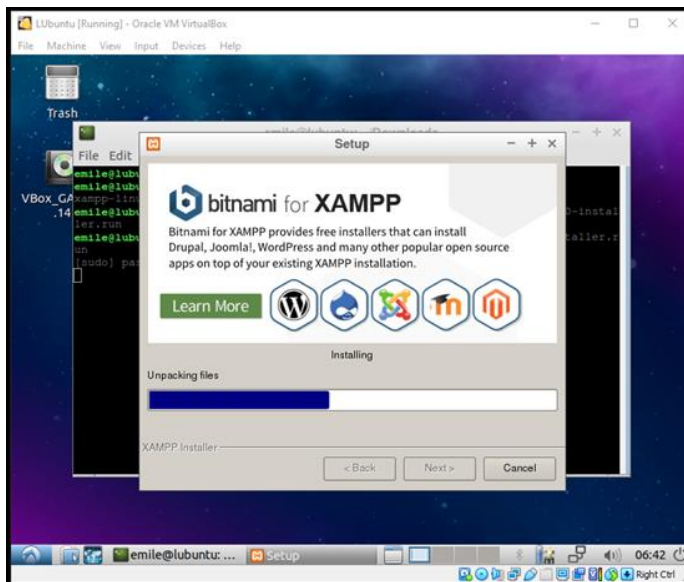 LUbuntu [Running] - Oracle VM VirtualBox
File Machine View Input Devices Help
Trash
VBox_GA
.14
File Edit
emile@lubu
emile@lubu
xampp-lin
emile@lubu 0-instal
ler.run
emile@lubu taller.r
un
[sudo] pas
Setup
bitnami for XAMPP
Bitnami for XAMPP provides free installers that can install
Drupal, Joomla!, WordPress and many other popular open source
apps on top of your existing XAMPP installation.
Learn More
Installing
Unpacking files
XAMPP Installer
< Back Next > Cancel
emile@lubuntu: ... Setup 06:42
Right Ctrl